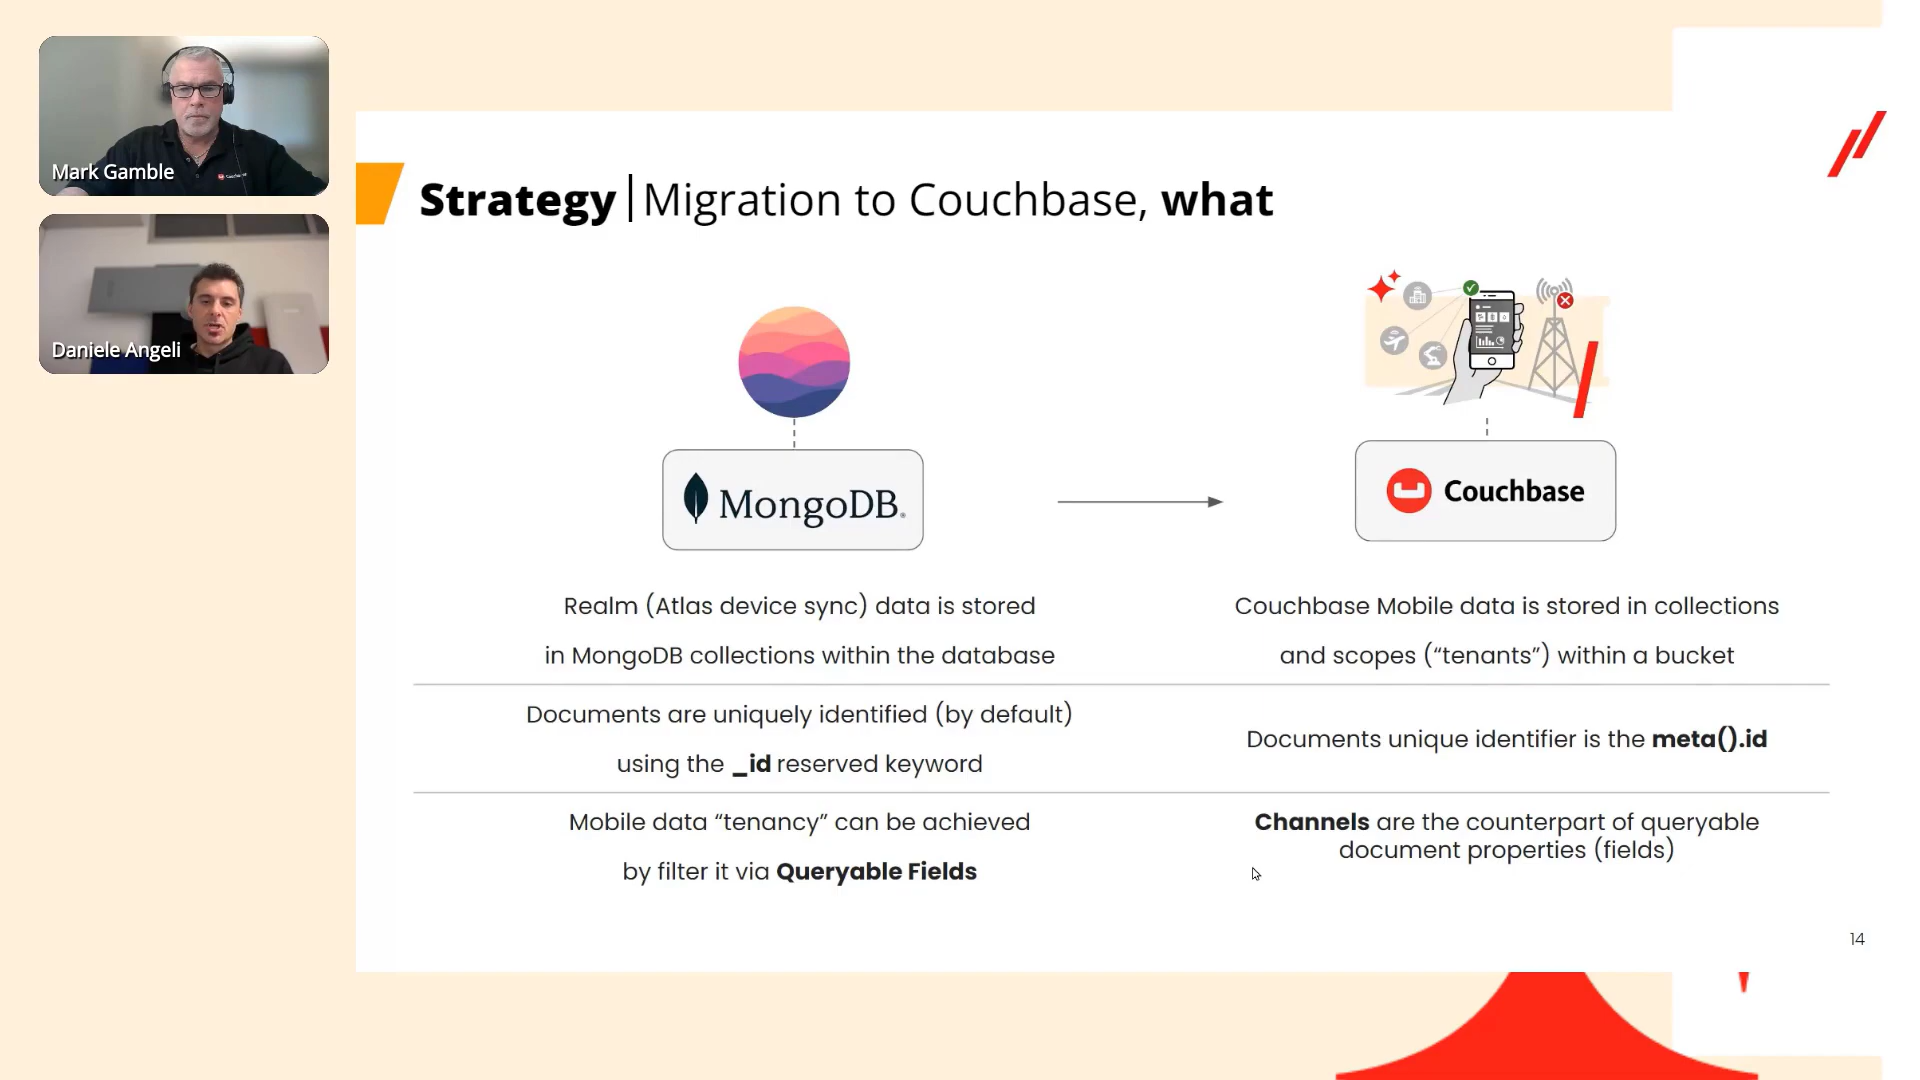 Mark Gamble
Daniele Angeli
Strategy | Migration to Couchbase, what
MongoDB®
Couchbase
Realm (Atlas device sync) data is stored
in MongoDB collections within the database
Couchbase Mobile data is stored in collections
and scopes (“tenants”) within a bucket
Documents are uniquely identified (by default)
using the _id reserved keyword
Documents unique identifier is the meta().id
Mobile data “tenancy” can be achieved
by filter it via Queryable Fields
Channels are the counterpart of queryable
document properties (fields)
14